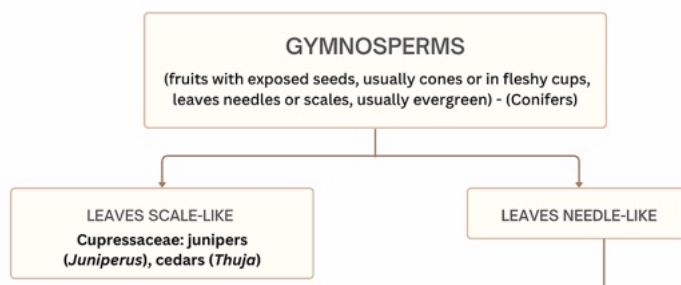 GYMNOSPERMS
(fruits with exposed seeds, usually cones or in fleshy cups,
leaves needles or scales, usually evergreen) - (Conifers)
LEAVES SCALE-LIKE
Cupressaceae: junipers
(Juniperus), cedars (Thuja)
LEAVES NEEDLE-LIKE